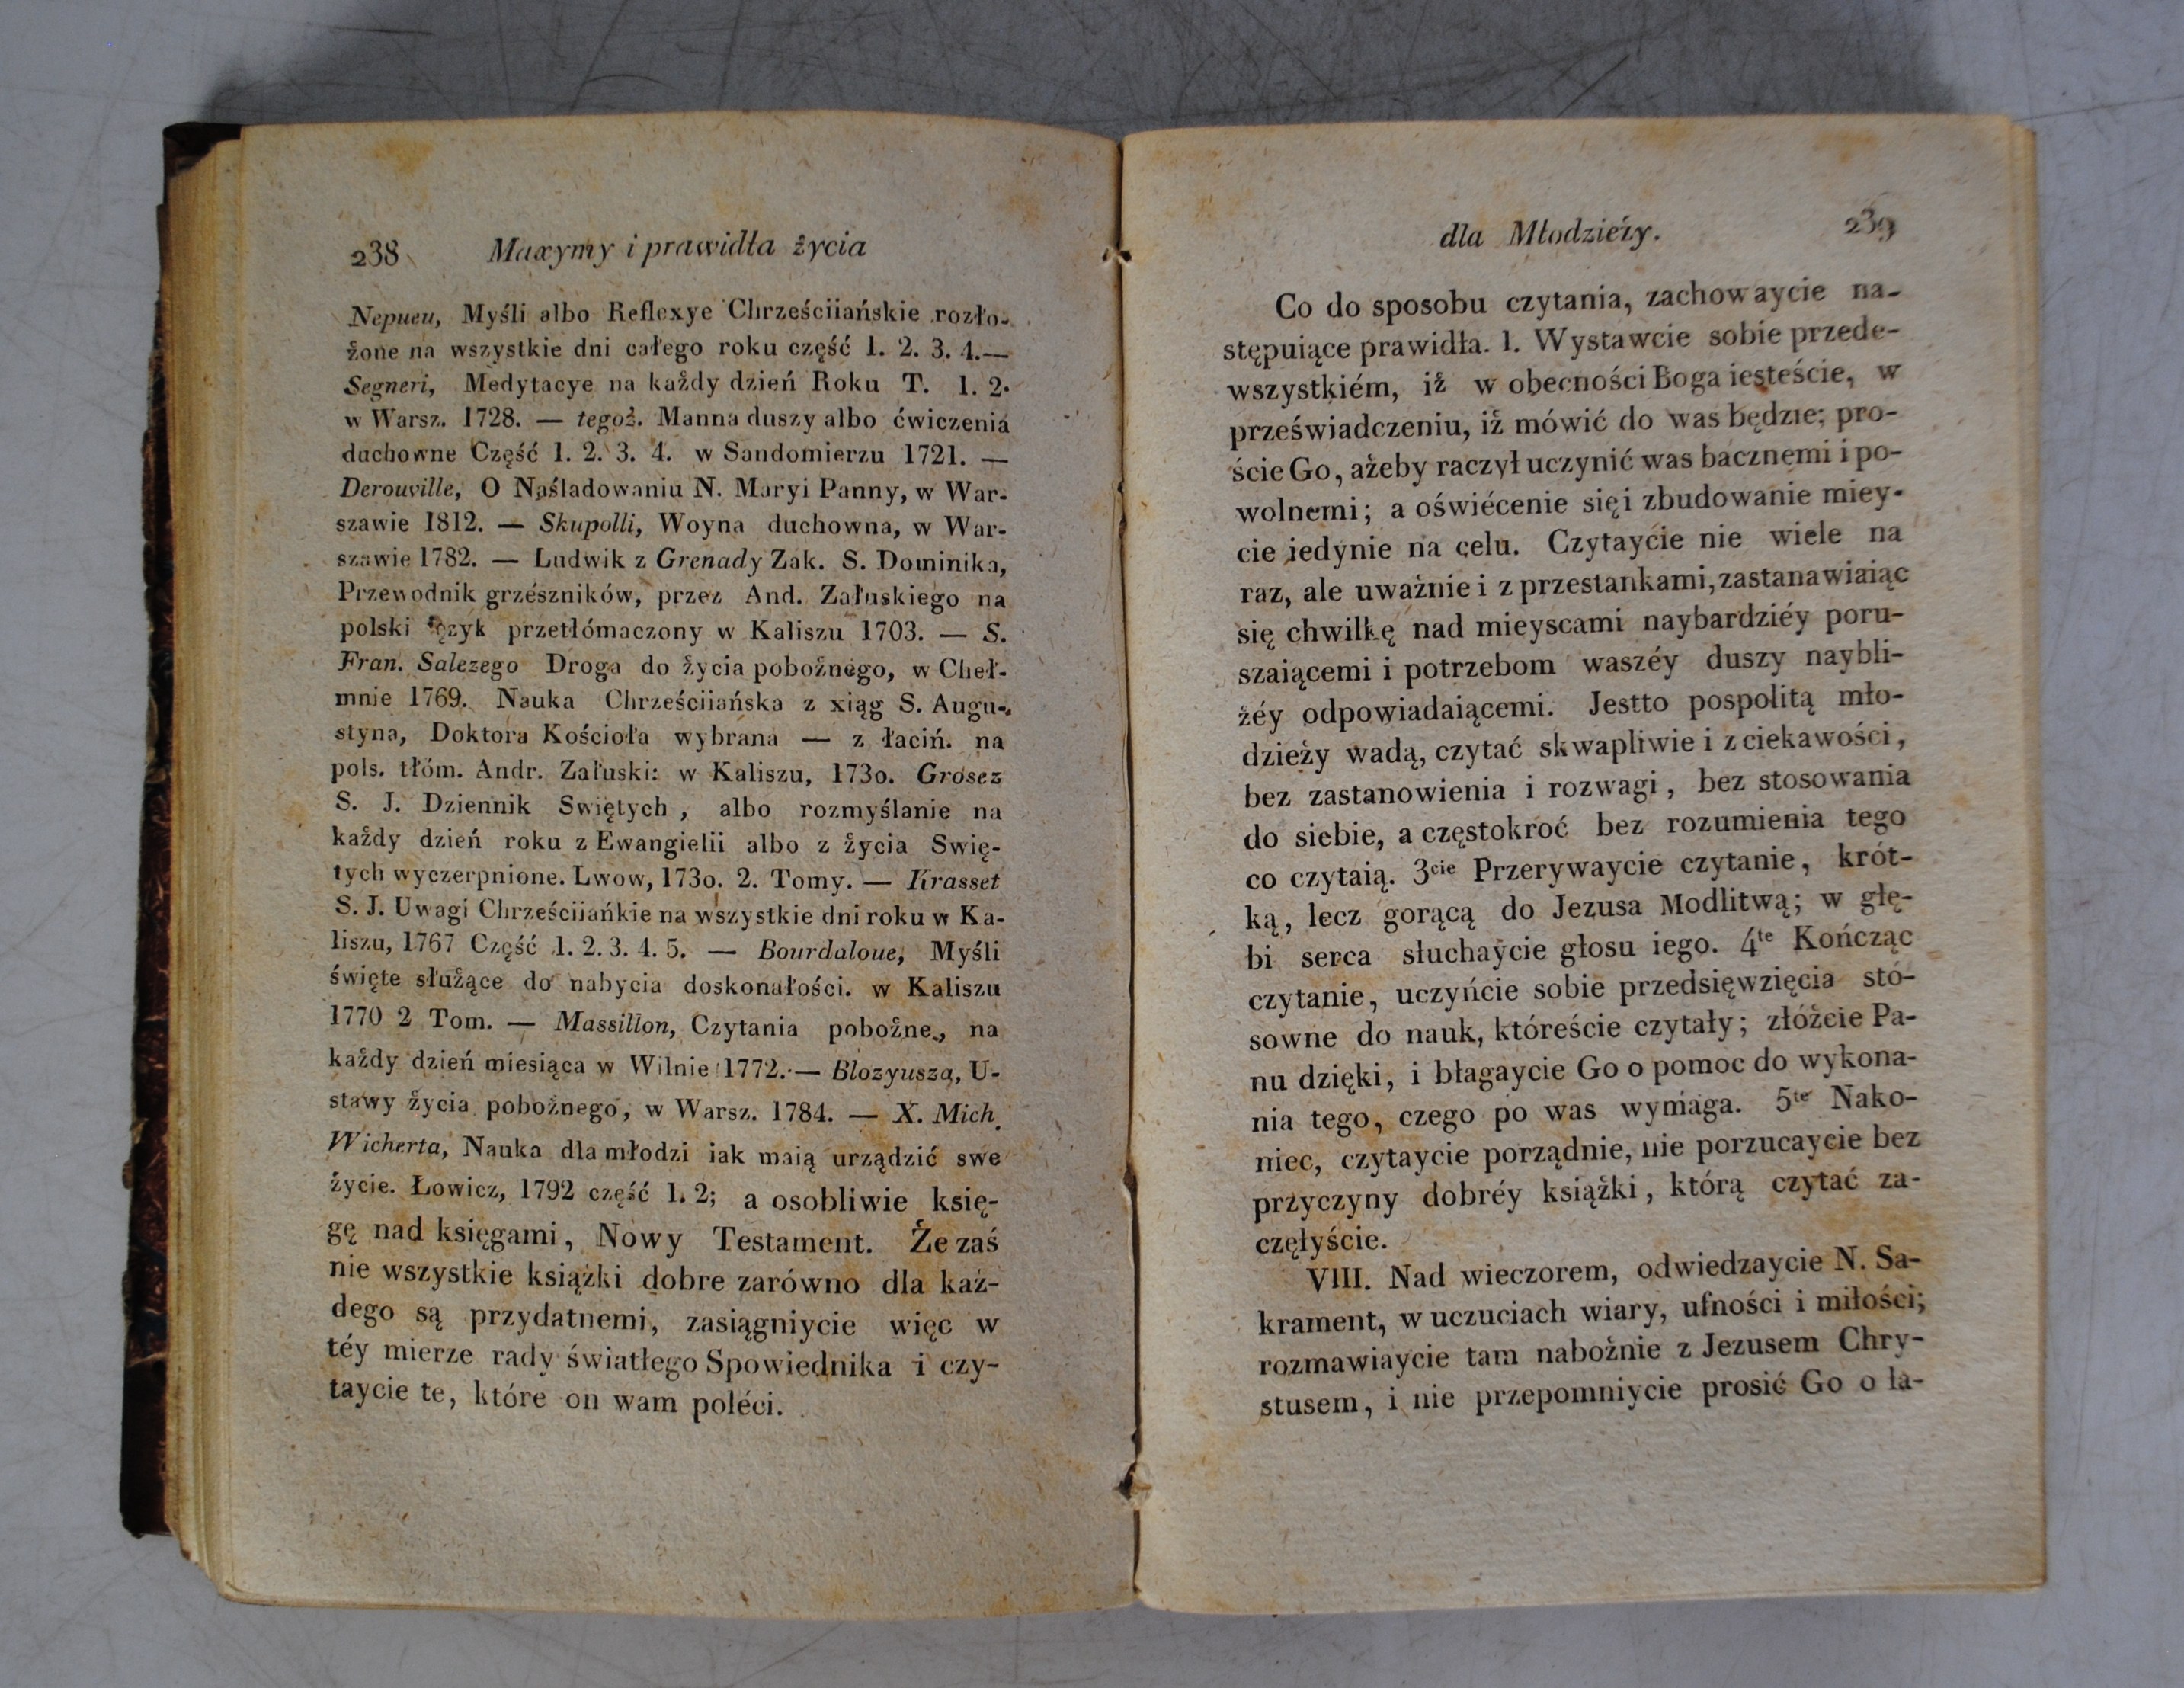 238 Maxymy i prawidła życia
Nepueu, Myśli albo Reflexye Chrześciiańskie rozło-
żone na wszystkie dni całego roku część 1. 2. 3. 4.—
Segneri, Medytacye na każdy dzień Roku T. 1. 2.
w Warsz. 1728. — tegoż. Manna duszy albo ćwiczenia
duchowne Część 1. 2. 3. 4. w Sandomierzu 1721. —
Derouville, O Naśladowaniu N. Maryi Panny, w War-
szawie 1812. — Skupolli, Woyna duchowna, w War-
szawie 1782. — Ludwik z Grenady Zak. S. Dominika,
Przewodnik grzészników, przez And. Załuskiego na
polski ięzyk przetłómaczony w Kaliszu 1703. — S.
Fran. Salezego Droga do życia pobożnego, w Cheł-
mnie 1769. Nauka Chrześciiańska z xiąg S. Augu-
styna, Doktora Kościoła wybrana — z łaciń. na
pols. tłóm. Andr. Załuski: w Kaliszu, 1730. Grosez
S. J. Dziennik Swiętych, albo rozmyślanie na
każdy dzień roku z Ewangielii albo z życia Swię-
tych wyczerpnione. Lwow, 1730. 2. Tomy. — Krasset
S. J. Uwagi Chrześciiańkie na wszystkie dni roku w Ka-
liszu, 1767 Część 1. 2. 3. 4. 5. — Bourdaloue, Myśli
święte służące do nabycia doskonałości. w Kaliszu
1770 2 Tom. — Massillon, Czytania pobożne, na
każdy dzień miesiąca w Wilnie 1772. — Blozyusza, U-
stawy życia pobożnego, w Warsz. 1784. — X. Mich.
Wicherta, Nauka dla młodzi iak maią urządzić swe
życie. Łowicz, 1792 część 1. 2; a osobliwie księ-
gę nad księgami, Nowy Testament. Że zaś
nie wszystkie książki dobre zarówno dla każ-
dego są przydatnemi, zasiągniycie więc w
téy mierze rady światłego Spowiednika i czy-
taycie te, które on wam poléci.
dla Młodzieży. 239
Co do sposobu czytania, zachowaycie na-
stępuiące prawidła. 1. Wystawcie sobie przede-
wszystkiém, iż w obecności Boga iesteście, w
przeświadczeniu, iż mówić do was będzie; pro-
ście Go, ażeby raczył uczynić was bacznemi i po-
wolnemi; a oświécenie się i zbudowanie miey-
cie iedynie na celu. Czytaycie nie wiele na
raz, ale uważnie i z przestankami, zastanawiaiąc
się chwilkę nad mieyscami naybardziéy poru-
szaiącemi i potrzebom waszéy duszy naybli-
żéy odpowiadaiącemi. Jestto pospolitą mło-
dzieży wadą, czytać skwapliwie i z ciekawości,
bez zastanowienia i rozwagi, bez stosowania
do siebie, a częstokroć bez rozumienia tego
co czytaią. 3cie Przerywaycie czytanie, krót-
ką, lecz gorącą do Jezusa Modlitwą; w głę-
bi serca słuchaycie głosu iego. 4te Kończąc
czytanie, uczyńcie sobie przedsięwzięcia sto-
sowne do nauk, któreście czytały; złóżcie Pa-
nu dzięki, i błagaycie Go o pomoc do wykona-
nia tego, czego po was wymaga. 5te Nako-
niec, czytaycie porządnie, nie porzucaycie bez
przyczyny dobréy książki, którą czytać za-
częłyście.
VIII. Nad wieczorem, odwiedzaycie N. Sa-
krament, w uczuciach wiary, ufności i miłości;
rozmawiaycie tam nabożnie z Jezusem Chry-
stusem, i nie przepomniycie prosić Go o ła-